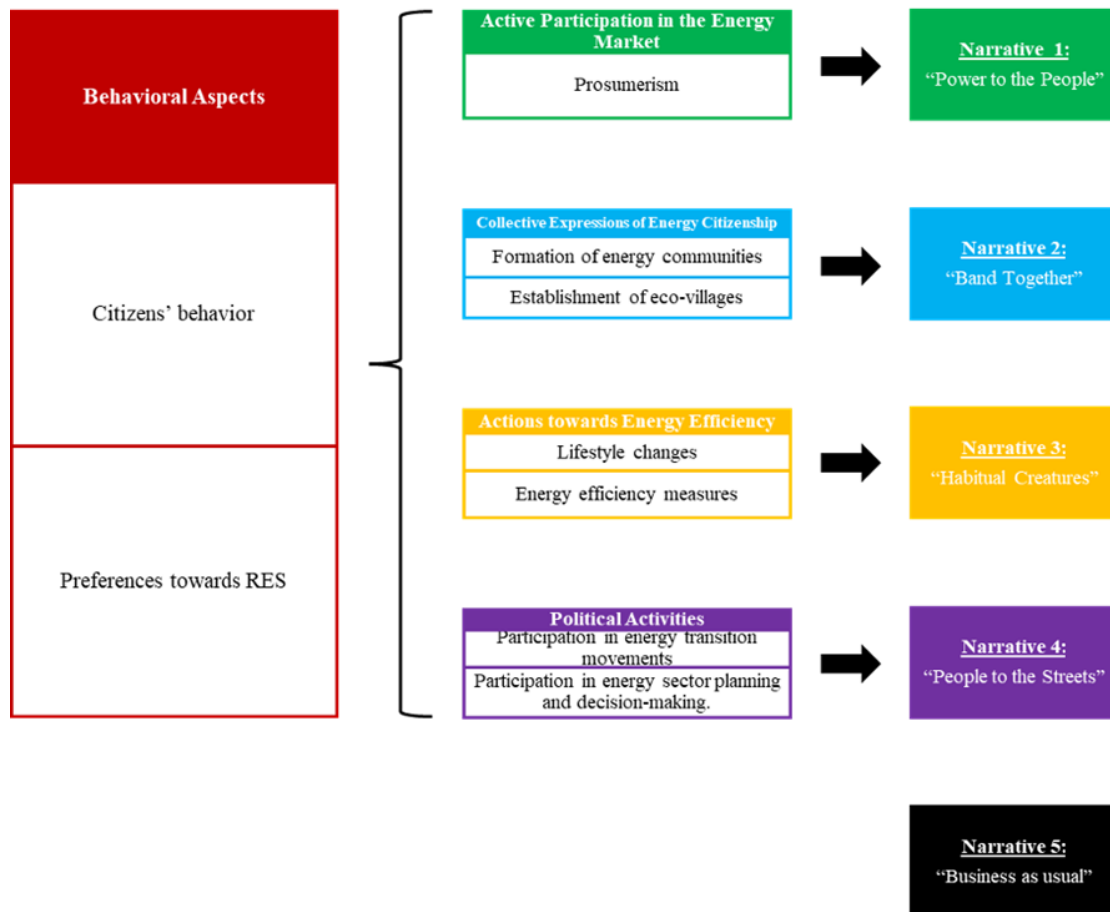 Behavioral Aspects
Citizens’ behavior
Preferences towards RES
Active Participation in the Energy
Market
Prosumerism
Narrative 1:
“Power to the People”
Collective Expressions of Energy Citizenship
Formation of energy communities
Establishment of eco-villages
Narrative 2:
“Band Together”
Actions towards Energy Efficiency
Lifestyle changes
Energy efficiency measures
Narrative 3:
“Habitual Creatures”
Political Activities
Participation in energy transition
movements
Participation in energy sector planning
and decision-making.
Narrative 4:
“People to the Streets”
Narrative 5:
“Business as usual”